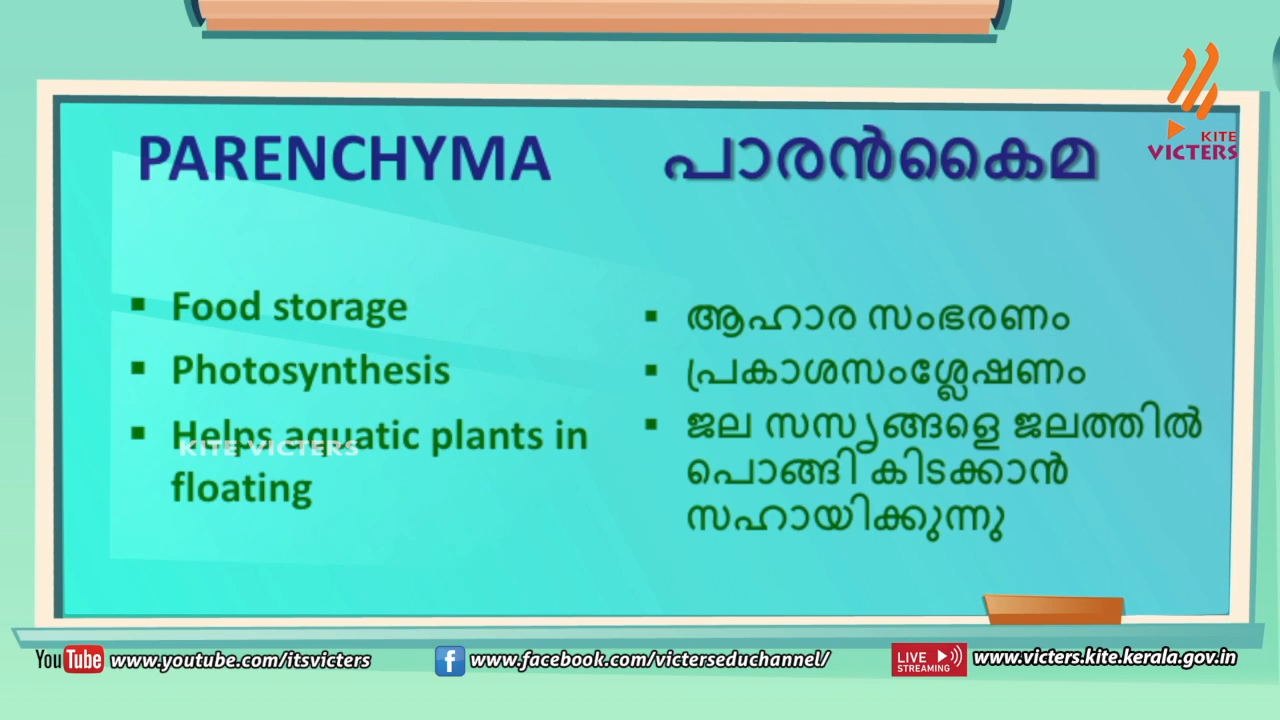 PARENCHYMA
പാരൻകൈമ
KITE
VICTERS
▪ Food storage
▪ Photosynthesis
▪ Helps aquatic plants in
floating
KITE VICTERS
▪ ആഹാര സംഭരണം
▪ പ്രകാശസംശ്ലേഷണം
▪ ജല സസൃങ്ങളെ ജലത്തിൽ
പൊങ്ങി കിടക്കാൻ
സഹായിക്കുന്നു
YouTube www.youtube.com/itsvicters
f www.facebook.com/victerseduchannel/
LIVE
STREAMING
www.victers.kite.kerala.gov.in